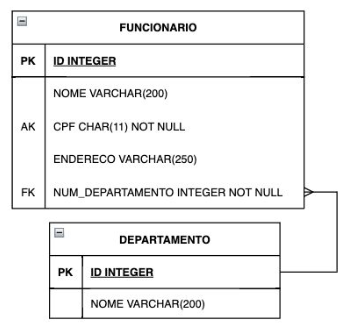 FUNCIONARIO
PK ID INTEGER
NOME VARCHAR(200)
AK CPF CHAR(11) NOT NULL
ENDERECO VARCHAR(250)
FK NUM_DEPARTAMENTO INTEGER NOT NULL
DEPARTAMENTO
PK ID INTEGER
NOME VARCHAR(200)